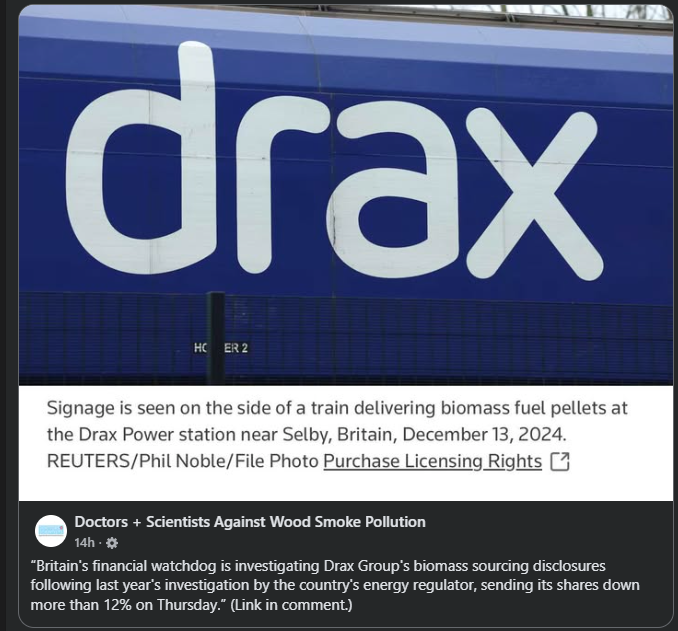 drax
HO ER 2
Signage is seen on the side of a train delivering biomass fuel pellets at
the Drax Power station near Selby, Britain, December 13, 2024.
REUTERS/Phil Noble/File Photo Purchase Licensing Rights
Doctors + Scientists Against Wood Smoke Pollution
14h ·
“Britain's financial watchdog is investigating Drax Group's biomass sourcing disclosures
following last year's investigation by the country's energy regulator, sending its shares down
more than 12% on Thursday.” (Link in comment.)